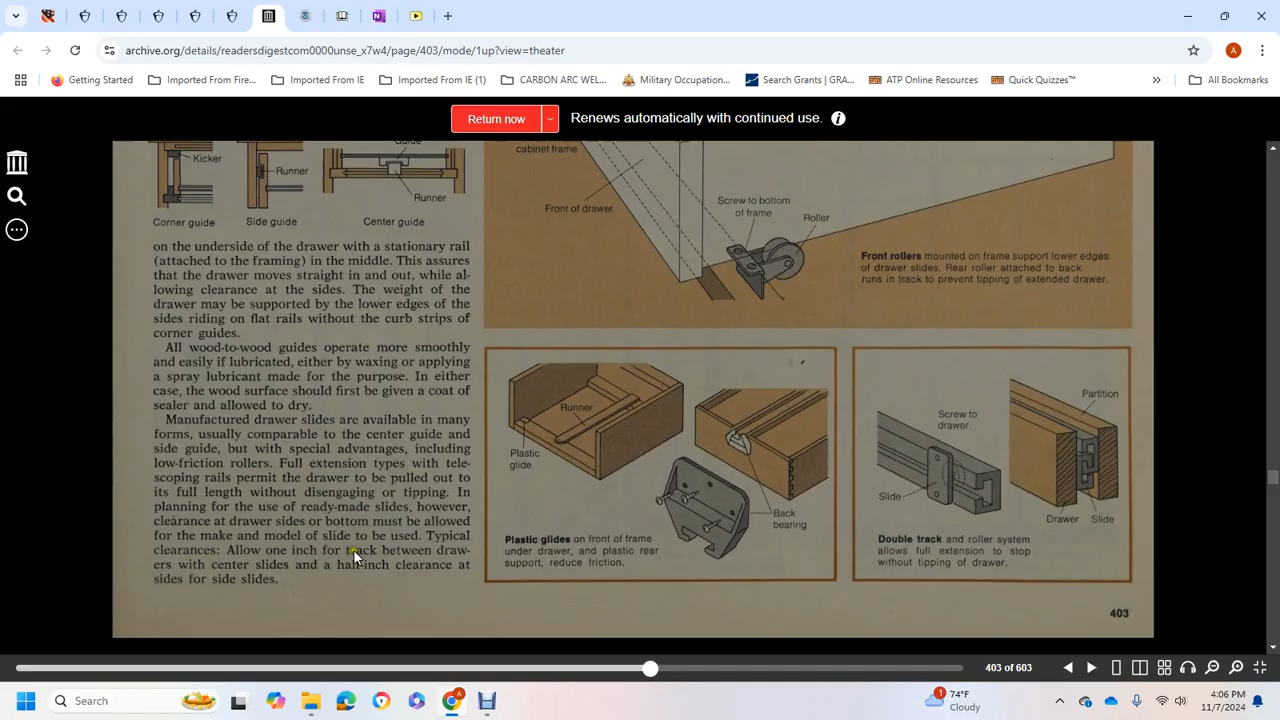 archive.org/details/readersdigestcom0000unse_x7w4/page/403/mode/1up?view=theater
A
Getting Started
Imported From Fire...
Imported From IE
Imported From IE (1)
CARBON ARC WEL...
Military Occupation...
Search Grants | GRA...
ATP Online Resources
Quick Quizzes™
»
All Bookmarks
Return now
Renews automatically with continued use.
Kicker
Runner
Guide
Runner
Corner guide
Side guide
Center guide
on the underside of the drawer with a stationary rail
(attached to the framing) in the middle. This assures
that the drawer moves straight in and out, while al-
lowing clearance at the sides. The weight of the
drawer may be supported by the lower edges of the
sides riding on flat rails without the curb strips of
corner guides.
All wood-to-wood guides operate more smoothly
and easily if lubricated, either by waxing or applying
a spray lubricant made for the purpose. In either
case, the wood surface should first be given a coat of
sealer and allowed to dry.
Manufactured drawer slides are available in many
forms, usually comparable to the center guide and
side guide, but with special advantages, including
low-friction rollers. Full extension types with tele-
scoping rails permit the drawer to be pulled out to
its full length without disengaging or tipping. In
planning for the use of ready-made slides, however,
clearance at drawer sides or bottom must be allowed
for the make and model of slide to be used. Typical
clearances: Allow one inch for track between draw-
ers with center slides and a half-inch clearance at
sides for side slides.
cabinet frame
Front of drawer
Screw to bottom
of frame
Roller
Front rollers mounted on frame support lower edges
of drawer slides. Rear roller attached to back
runs in track to prevent tipping of extended drawer.
Runner
Plastic
glide
Back
bearing
Plastic glides on front of frame
under drawer, and plastic rear
support, reduce friction.
Screw to
drawer.
Partition
Slide
Drawer
Slide
Double track and roller system
allows full extension to stop
without tipping of drawer.
403
403 of 603
Search
1
74°F
Cloudy
4:06 PM
11/7/2024